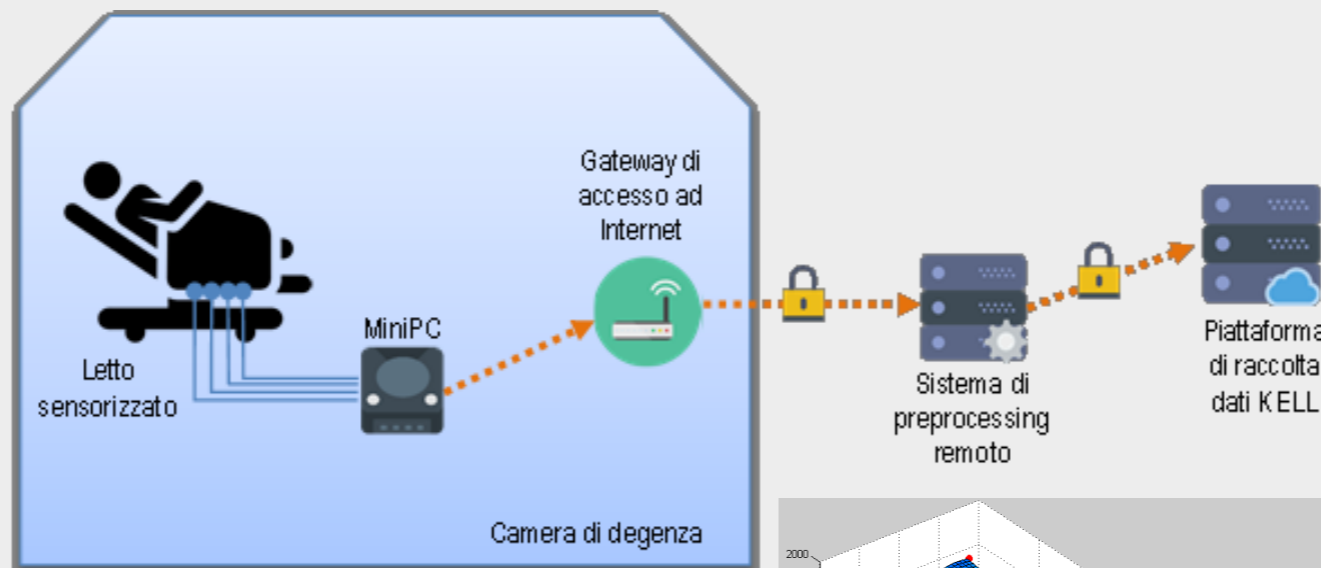 Gateway di
accesso ad
Internet
MiniPC
Letto
sensorizzato
Camera di degenza
Sistema di
preprocessing
remoto
Piattaforma
di raccolta
dati KELL
2000